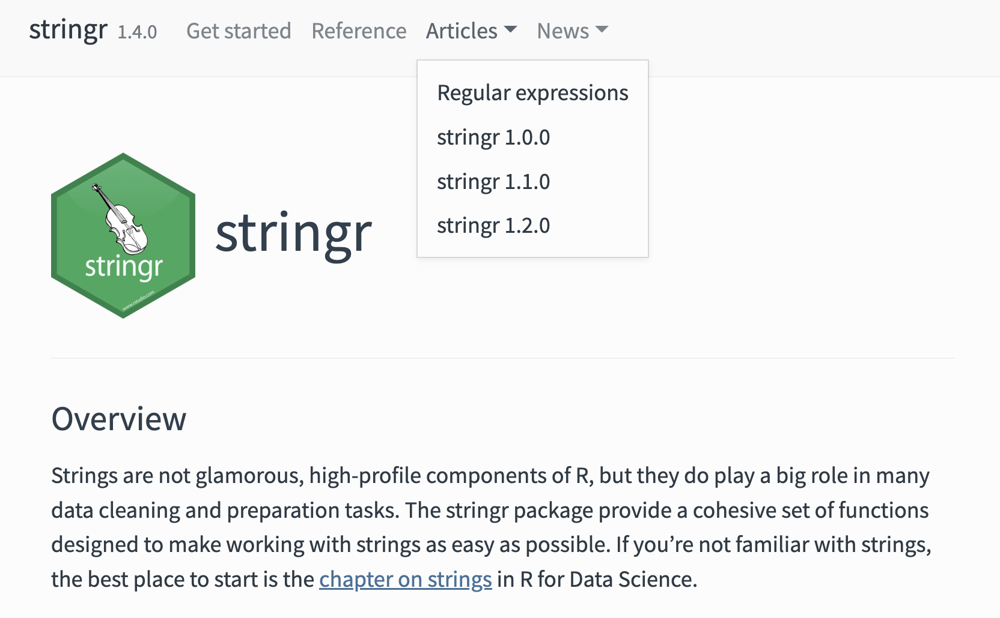 stringr 1.4.0 Get started Reference Articles News
Regular expressions
stringr 1.0.0
stringr 1.1.0
stringr 1.2.0
stringr
www.rstudio.com
stringr
Overview
Strings are not glamorous, high-profile components of R, but they do play a big role in many
data cleaning and preparation tasks. The stringr package provide a cohesive set of functions
designed to make working with strings as easy as possible. If you’re not familiar with strings,
the best place to start is the chapter on strings in R for Data Science.